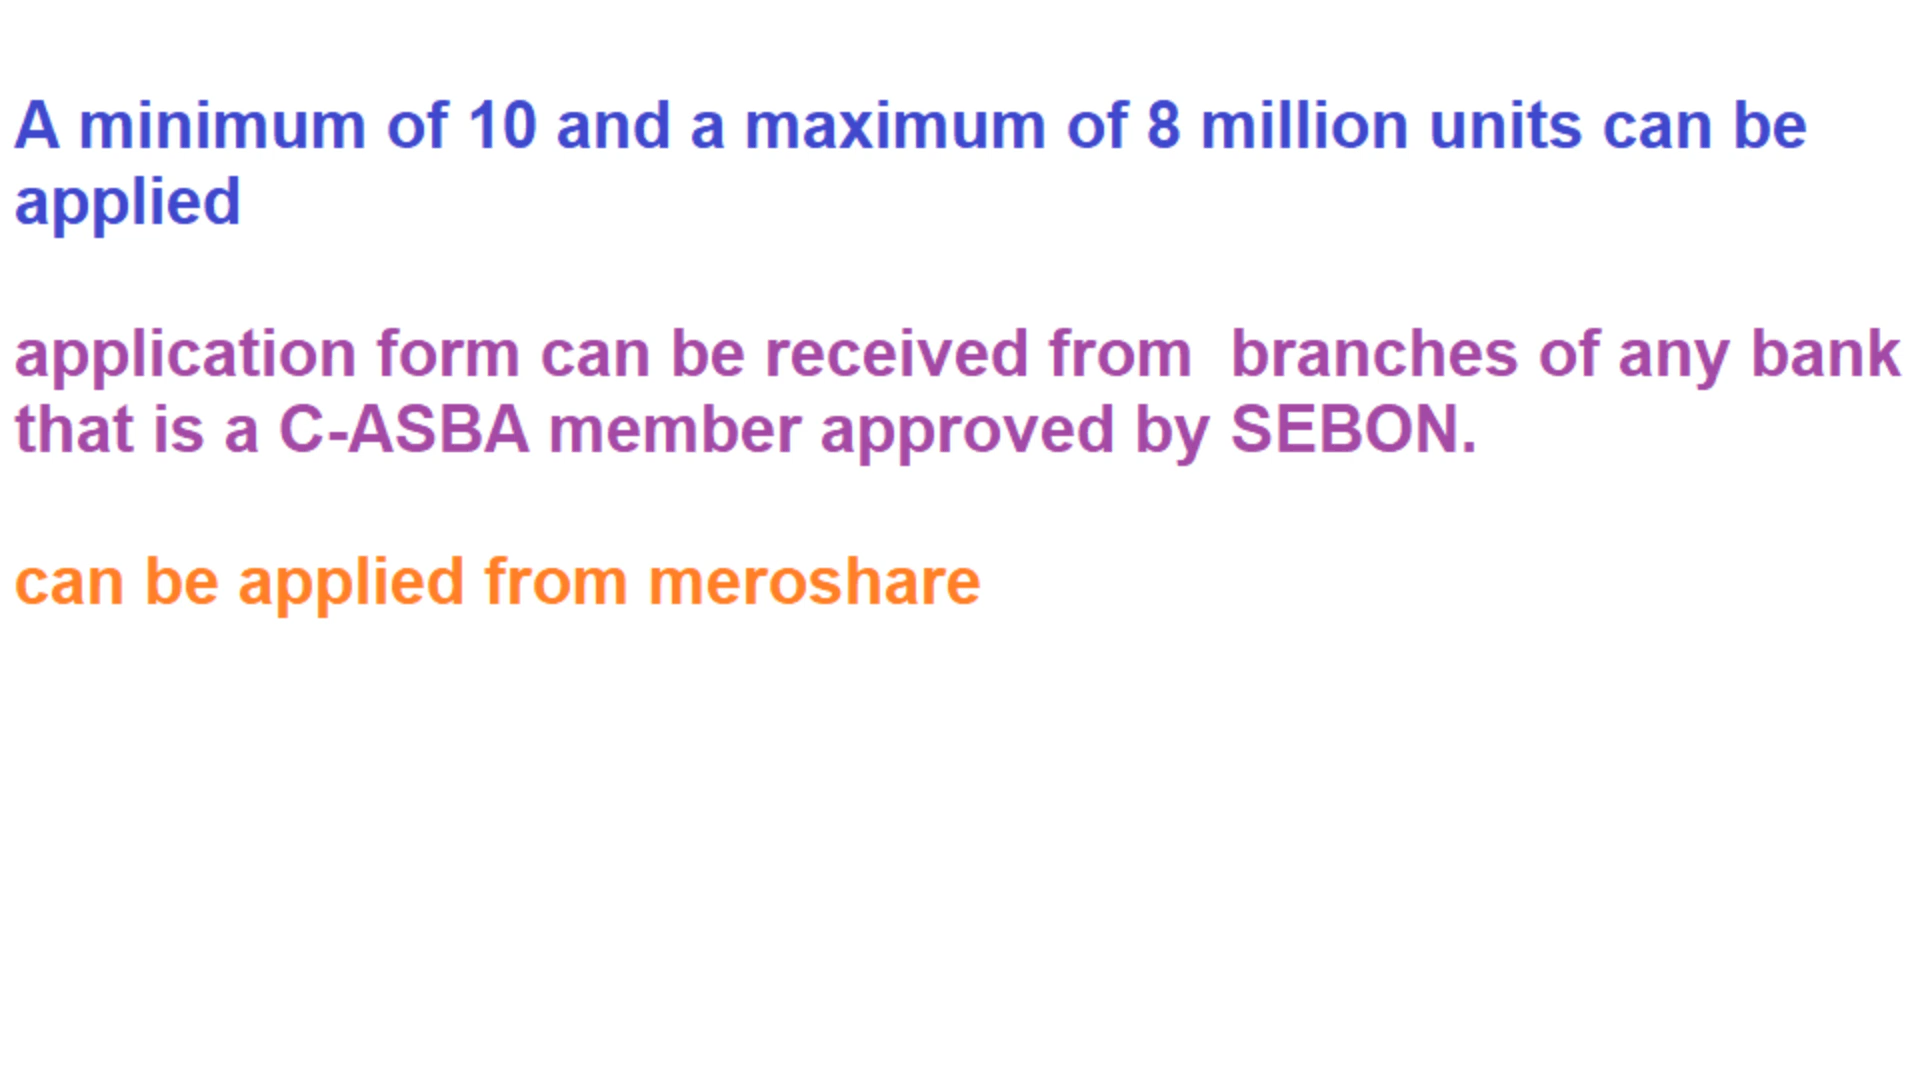 A minimum of 10 and a maximum of 8 million units can be
applied
application form can be received from  branches of any bank
that is a C-ASBA member approved by SEBON.
can be applied from meroshare